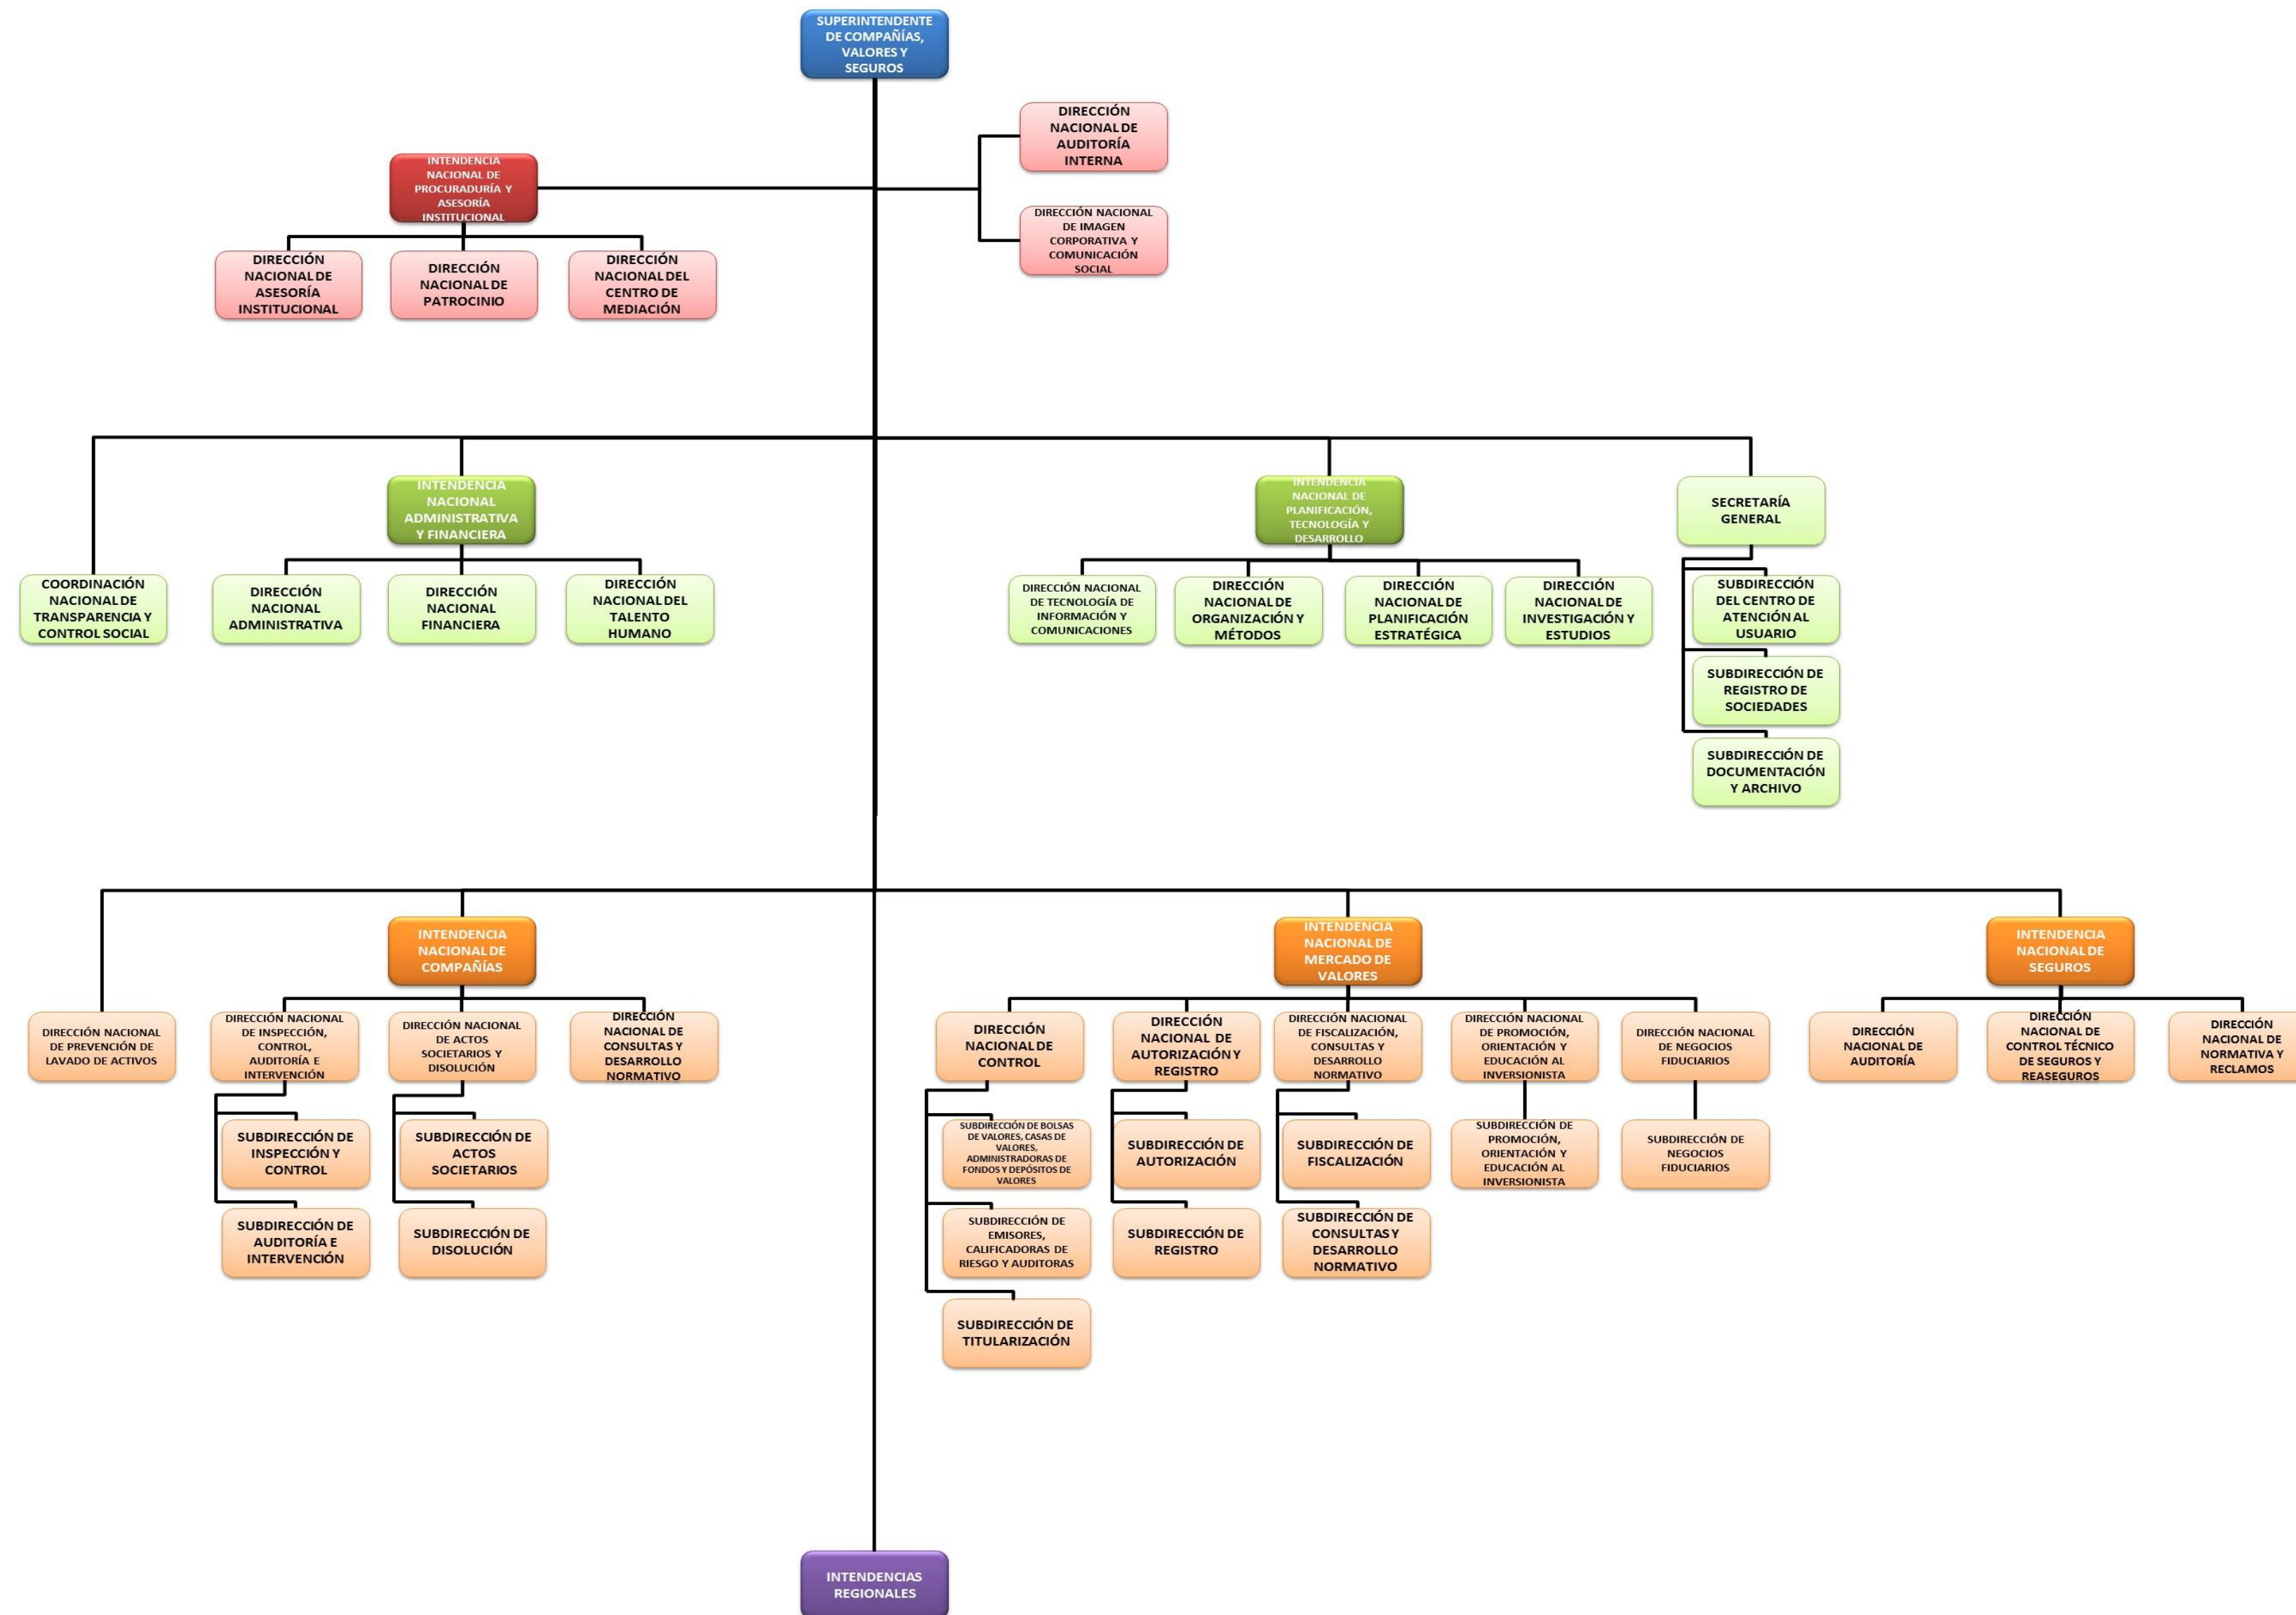 SUPERINTENDENTE
DE COMPAÑÍAS,
VALORES Y
SEGUROS
DIRECCIÓN
NACIONAL DE
AUDITORÍA
INTERNA
INTENDENCIA
NACIONAL DE
PROCURADURÍA Y
ASESORÍA
INSTITUCIONAL
DIRECCIÓN NACIONAL
DE IMAGEN
CORPORATIVA Y
COMUNICACIÓN
SOCIAL
DIRECCIÓN
NACIONAL DE
ASESORÍA
INSTITUCIONAL
DIRECCIÓN
NACIONAL DE
PATROCINIO
DIRECCIÓN
NACIONAL DEL
CENTRO DE
MEDIACIÓN
INTENDENCIA
NACIONAL
ADMINISTRATIVA
Y FINANCIERA
INTENDENCIA
NACIONAL DE
PLANIFICACIÓN,
TECNOLOGÍA Y
DESARROLLO
SECRETARÍA
GENERAL
COORDINACIÓN
NACIONAL DE
TRANSPARENCIA Y
CONTROL SOCIAL
DIRECCIÓN
NACIONAL
ADMINISTRATIVA
DIRECCIÓN
NACIONAL
FINANCIERA
DIRECCIÓN
NACIONAL DEL
TALENTO
HUMANO
DIRECCIÓN NACIONAL
DE TECNOLOGÍA DE
INFORMACIÓN Y
COMUNICACIONES
DIRECCIÓN
NACIONAL DE
ORGANIZACIÓN Y
MÉTODOS
DIRECCIÓN
NACIONAL DE
PLANIFICACIÓN
ESTRATÉGICA
DIRECCIÓN
NACIONAL DE
INVESTIGACIÓN Y
ESTUDIOS
SUBDIRECCIÓN
DEL CENTRO DE
ATENCIÓN AL
USUARIO
SUBDIRECCIÓN DE
REGISTRO DE
SOCIEDADES
SUBDIRECCIÓN DE
DOCUMENTACIÓN
Y ARCHIVO
INTENDENCIA
NACIONAL DE
COMPAÑÍAS
INTENDENCIA
NACIONAL DE
MERCADO DE
VALORES
INTENDENCIA
NACIONAL DE
SEGUROS
DIRECCIÓN NACIONAL
DE PREVENCIÓN DE
LAVADO DE ACTIVOS
DIRECCIÓN NACIONAL
DE INSPECCIÓN,
CONTROL,
AUDITORÍA E
INTERVENCIÓN
DIRECCIÓN NACIONAL
DE ACTOS
SOCIETARIOS Y
DISOLUCIÓN
DIRECCIÓN
NACIONAL DE
CONSULTAS Y
DESARROLLO
NORMATIVO
DIRECCIÓN
NACIONAL DE
CONTROL
DIRECCIÓN
NACIONAL DE
AUTORIZACIÓN Y
REGISTRO
DIRECCIÓN NACIONAL
DE FISCALIZACIÓN,
CONSULTAS Y
DESARROLLO
NORMATIVO
DIRECCIÓN NACIONAL
DE PROMOCIÓN,
ORIENTACIÓN Y
EDUCACIÓN AL
INVERSIONISTA
DIRECCIÓN NACIONAL
DE NEGOCIOS
FIDUCIARIOS
DIRECCIÓN
NACIONAL DE
AUDITORÍA
DIRECCIÓN
NACIONAL DE
CONTROL TÉCNICO
DE SEGUROS Y
REASEGUROS
DIRECCIÓN
NACIONAL DE
NORMATIVA Y
RECLAMOS
SUBDIRECCIÓN DE
INSPECCIÓN Y
CONTROL
SUBDIRECCIÓN DE
ACTOS
SOCIETARIOS
SUBDIRECCIÓN DE BOLSAS
DE VALORES, CASAS DE
VALORES,
ADMINISTRADORAS DE
FONDOS Y DEPÓSITOS DE
VALORES
SUBDIRECCIÓN DE
AUTORIZACIÓN
SUBDIRECCIÓN DE
FISCALIZACIÓN
SUBDIRECCIÓN DE
PROMOCIÓN,
ORIENTACIÓN Y
EDUCACIÓN AL
INVERSIONISTA
SUBDIRECCIÓN DE
NEGOCIOS
FIDUCIARIOS
SUBDIRECCIÓN DE
AUDITORÍA E
INTERVENCIÓN
SUBDIRECCIÓN DE
DISOLUCIÓN
SUBDIRECCIÓN DE
EMISORES,
CALIFICADORAS DE
RIESGO Y AUDITORAS
SUBDIRECCIÓN DE
REGISTRO
SUBDIRECCIÓN DE
CONSULTAS Y
DESARROLLO
NORMATIVO
SUBDIRECCIÓN DE
TITULARIZACIÓN
INTENDENCIAS
REGIONALES